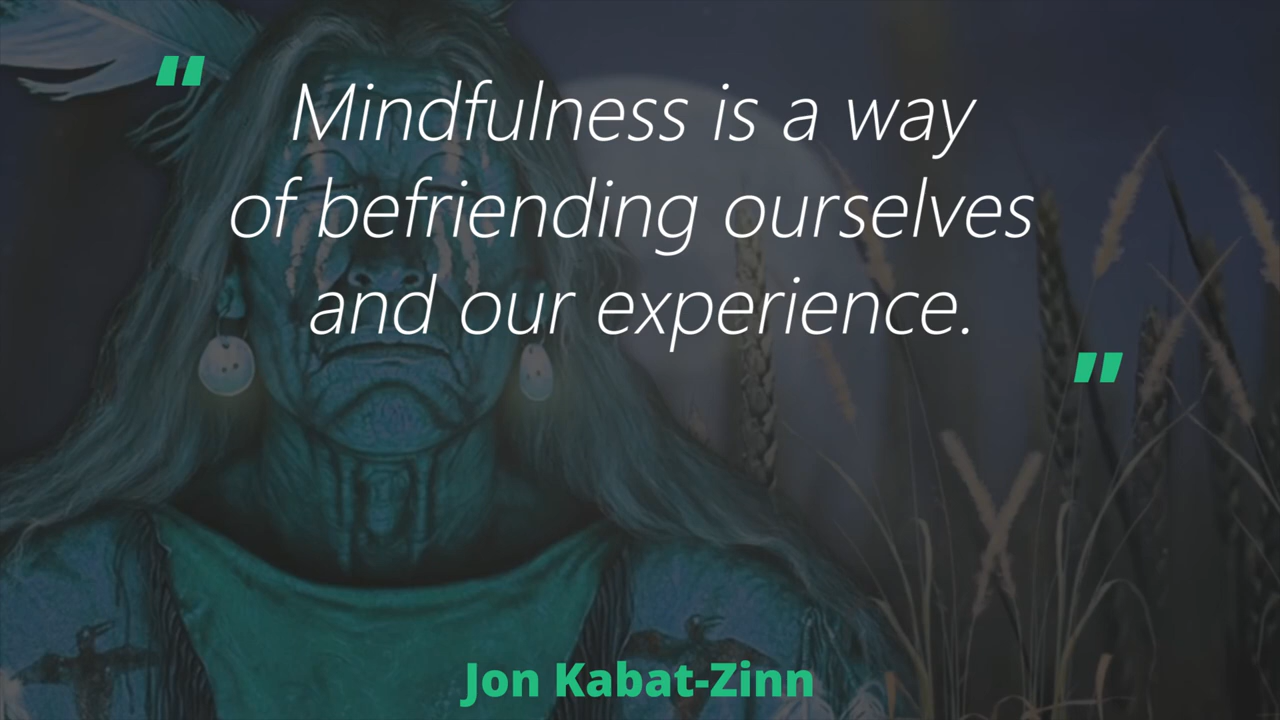 "Mindfulness is a way
of befriending ourselves
and our experience."
Jon Kabat-Zinn